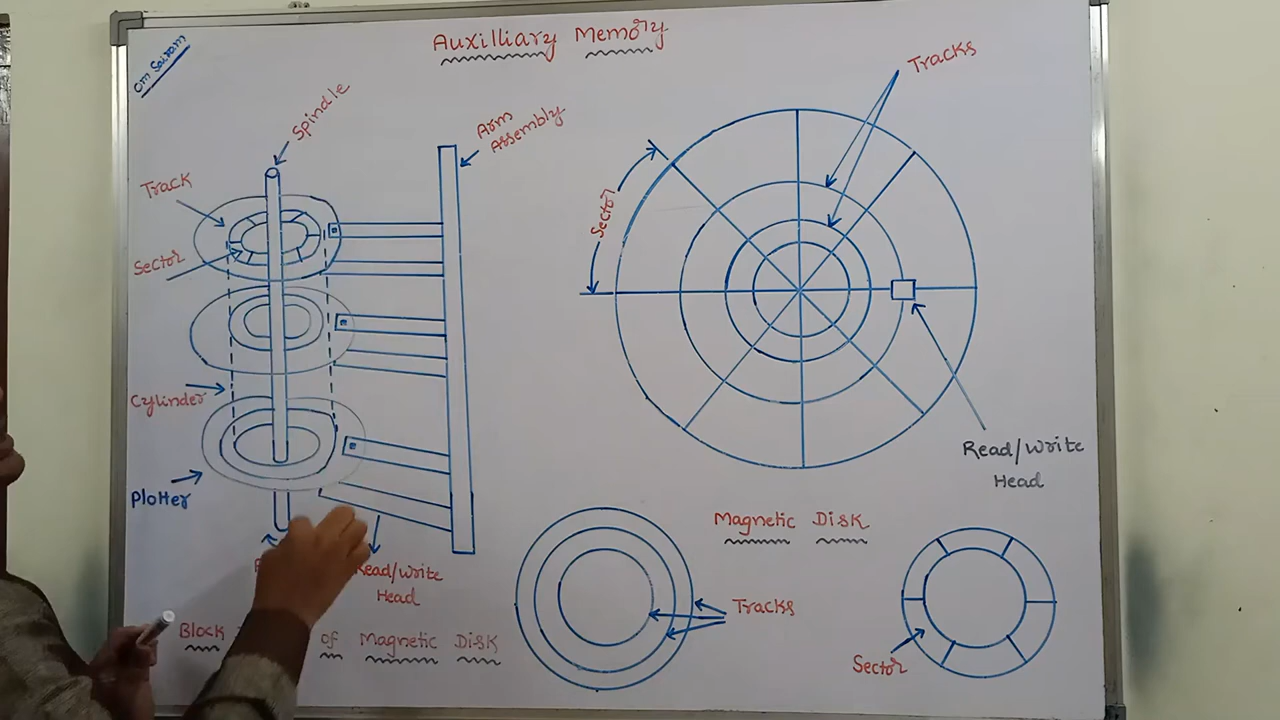 Om Sairam
Auxilliary Memory
Spindle
Arm
Assembly
Track
Sector
Cylinder
Plotter
Read/Write
Head
Block
of Magnetic Disk
Tracks
Sector
Read/Write
Head
Magnetic Disk
Tracks
Sector